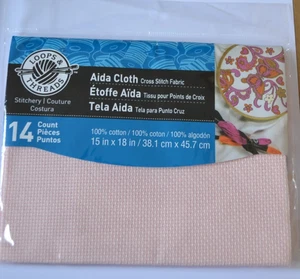 LOOPS &
THREADS
Stitchery | Couture
Costura
Aida Cloth Cross Stitch Fabric
Étoffe Aïda Tissu pour Points de Croix
Tela Aida Tela para Punto Cruz
14 Count
Pièces
Puntos
100% cotton / 100% cotton / 100% algodón
15 in x 18 in / 38.1 cm x 45.7 cm